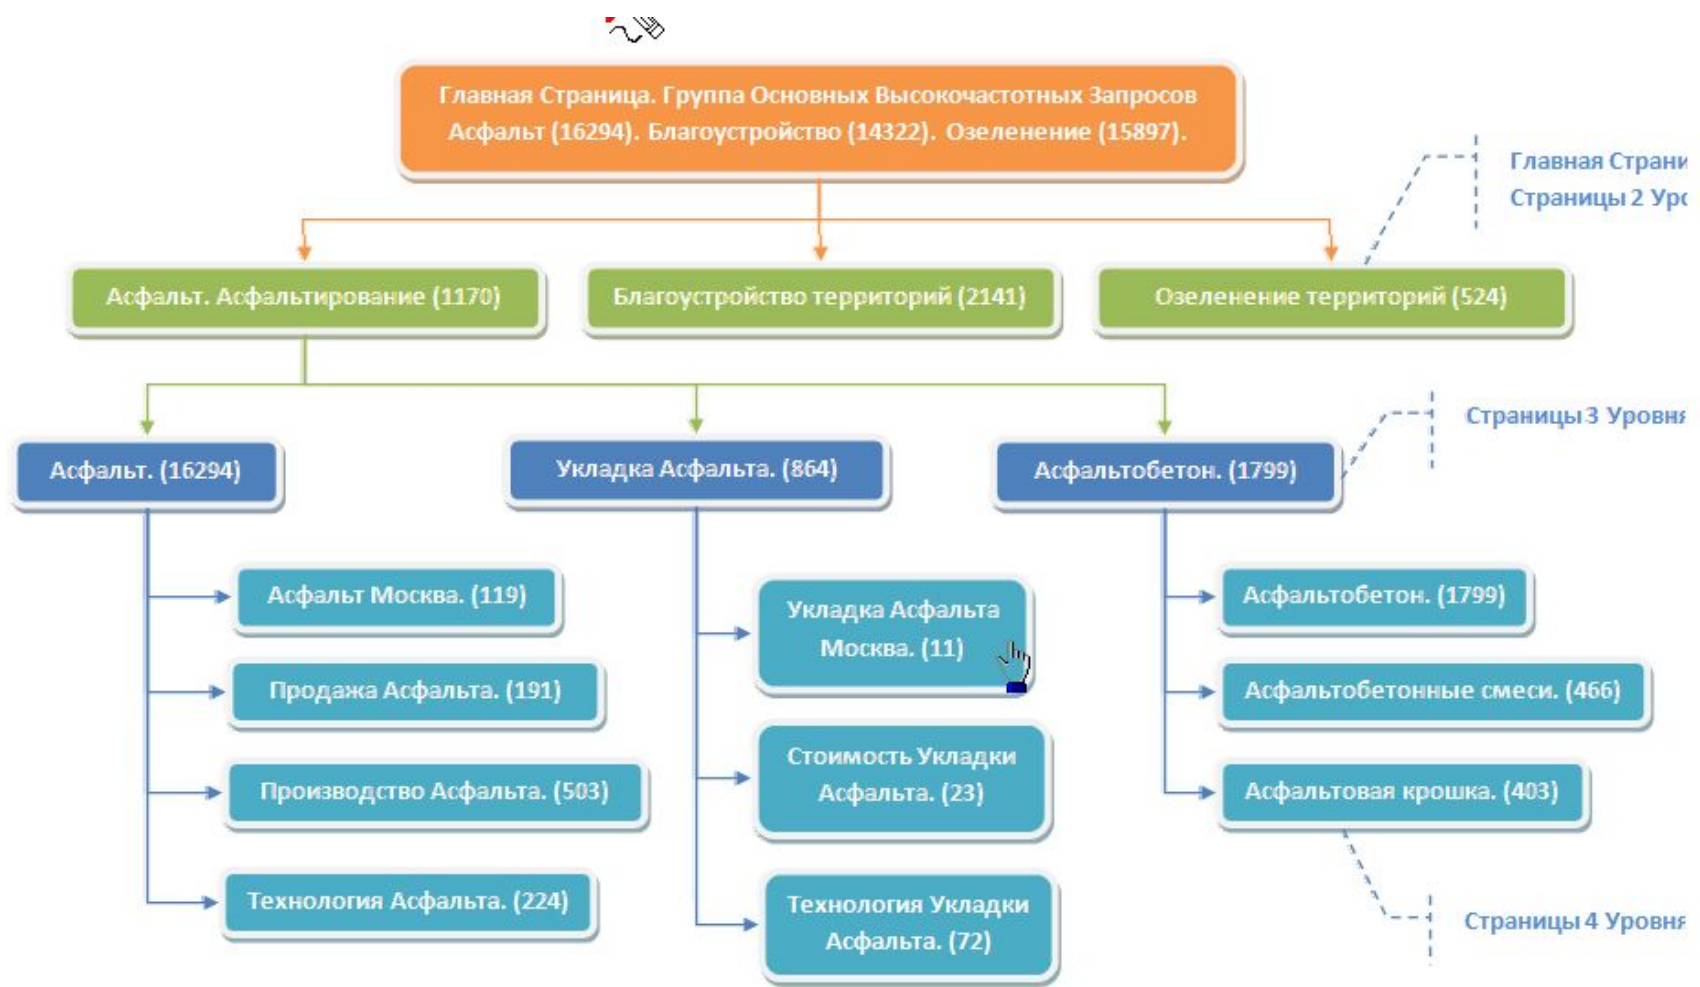 Главная Страница. Группа Основных Высокочастотных Запросов
Асфальт (16294). Благоустройство (14322). Озеленение (15897).
Главная Страни
Страницы 2 Уро
Асфальт. Асфальтирование (1170)
Благоустройство территорий (2141)
Озеленение территорий (524)
Страницы 3 Уровня
Асфальт. (16294)
Укладка Асфальта. (864)
Асфальтобетон. (1799)
Асфальт Москва. (119)
Продажа Асфальта. (191)
Производство Асфальта. (503)
Технология Асфальта. (224)
Укладка Асфальта
Москва. (11)
Стоимость Укладки
Асфальта. (23)
Технология Укладки
Асфальта. (72)
Асфальтобетон. (1799)
Асфальтобетонные смеси. (466)
Асфальтовая крошка. (403)
Страницы 4 Уровня